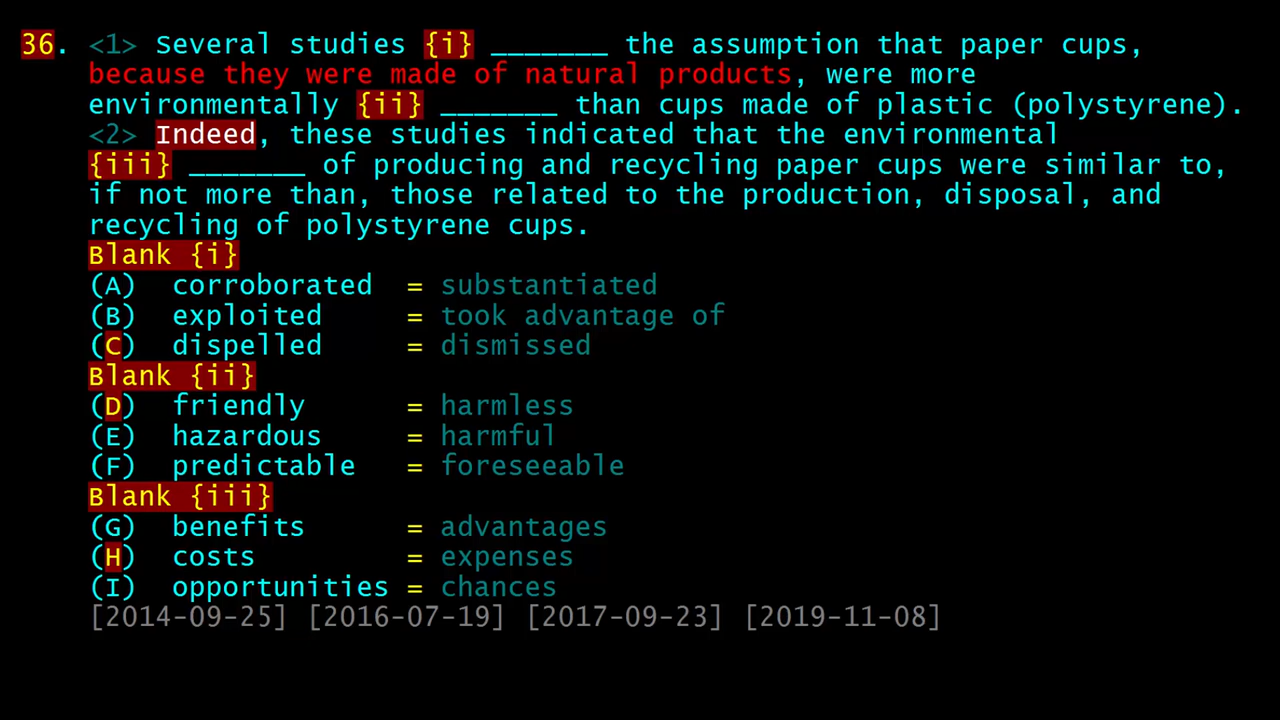 36. <1> Several studies {i} _______ the assumption that paper cups,
because they were made of natural products, were more
environmentally {ii} _______ than cups made of plastic (polystyrene).
<2> Indeed, these studies indicated that the environmental
{iii} _______ of producing and recycling paper cups were similar to,
if not more than, those related to the production, disposal, and
recycling of polystyrene cups.
Blank {i}
(A) corroborated = substantiated
(B) exploited = took advantage of
(C) dispelled = dismissed
Blank {ii}
(D) friendly = harmless
(E) hazardous = harmful
(F) predictable = foreseeable
Blank {iii}
(G) benefits = advantages
(H) costs = expenses
(I) opportunities = chances
[2014-09-25] [2016-07-19] [2017-09-23] [2019-11-08]